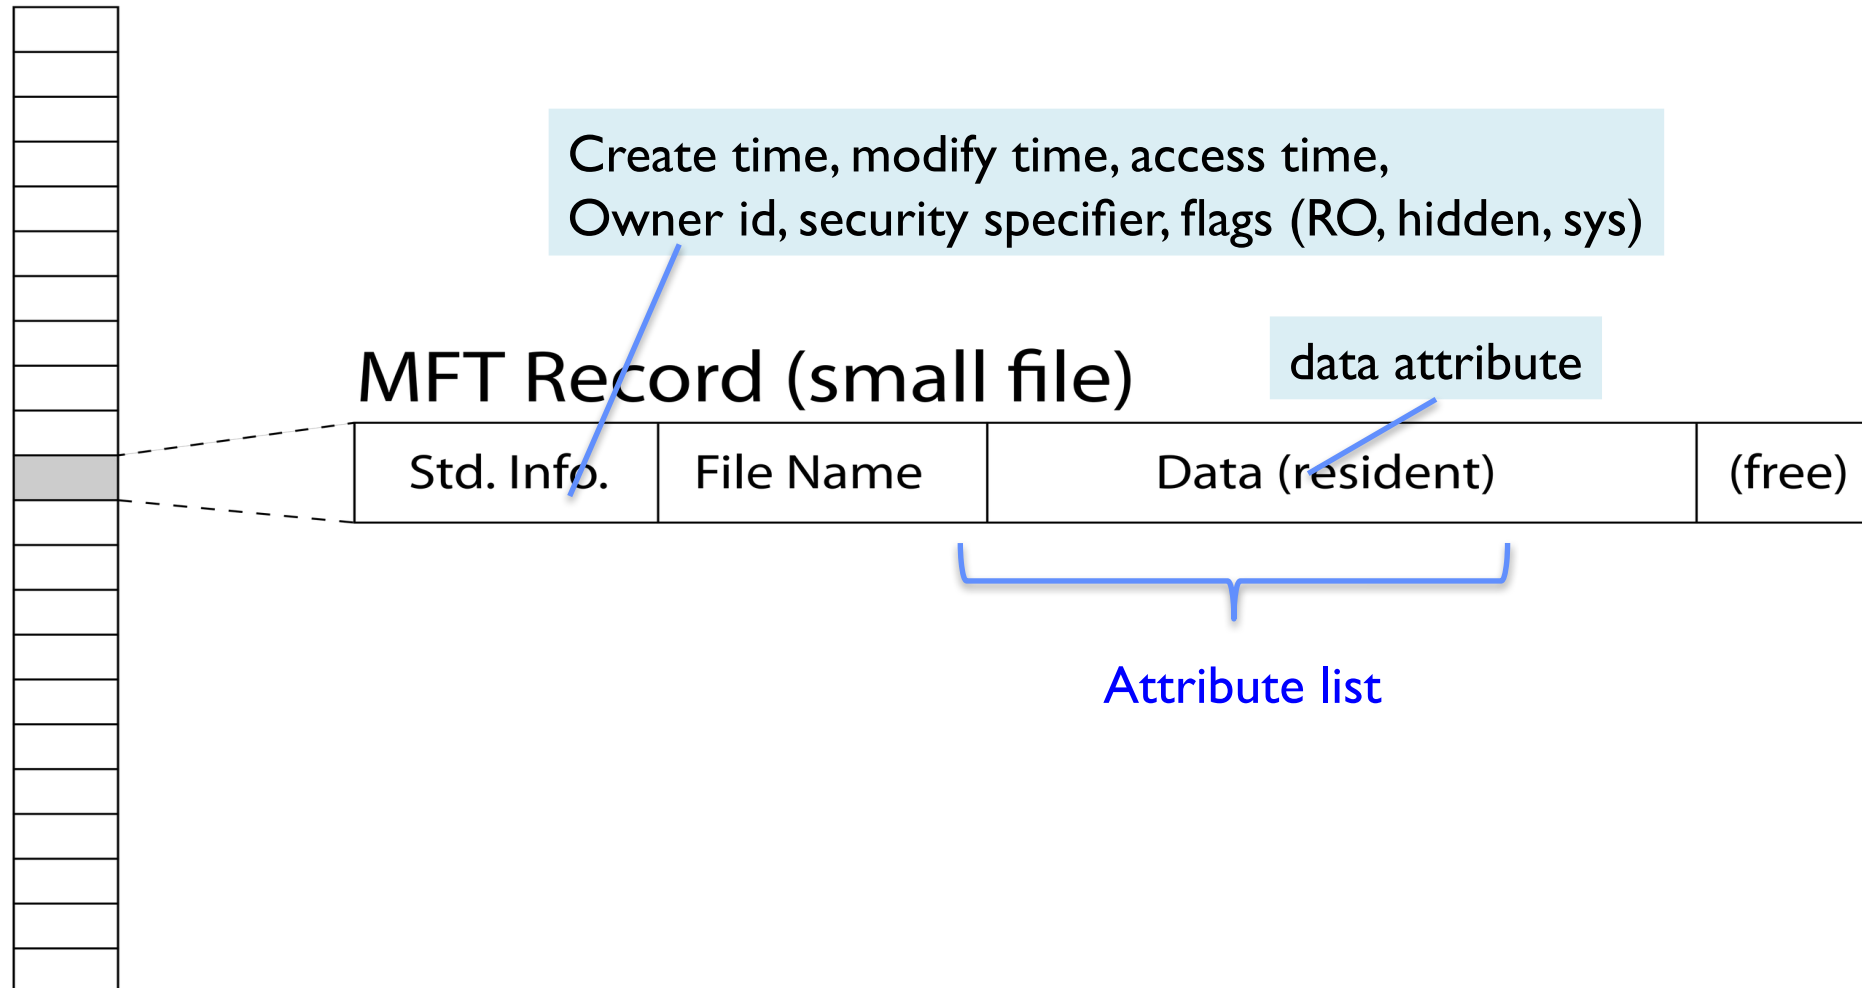 Create time, modify time, access time,
Owner id, security specifier, flags (RO, hidden, sys)
data attribute
MFT Record (small file)
Std. Info.
File Name
Data (resident)
(free)
Attribute list